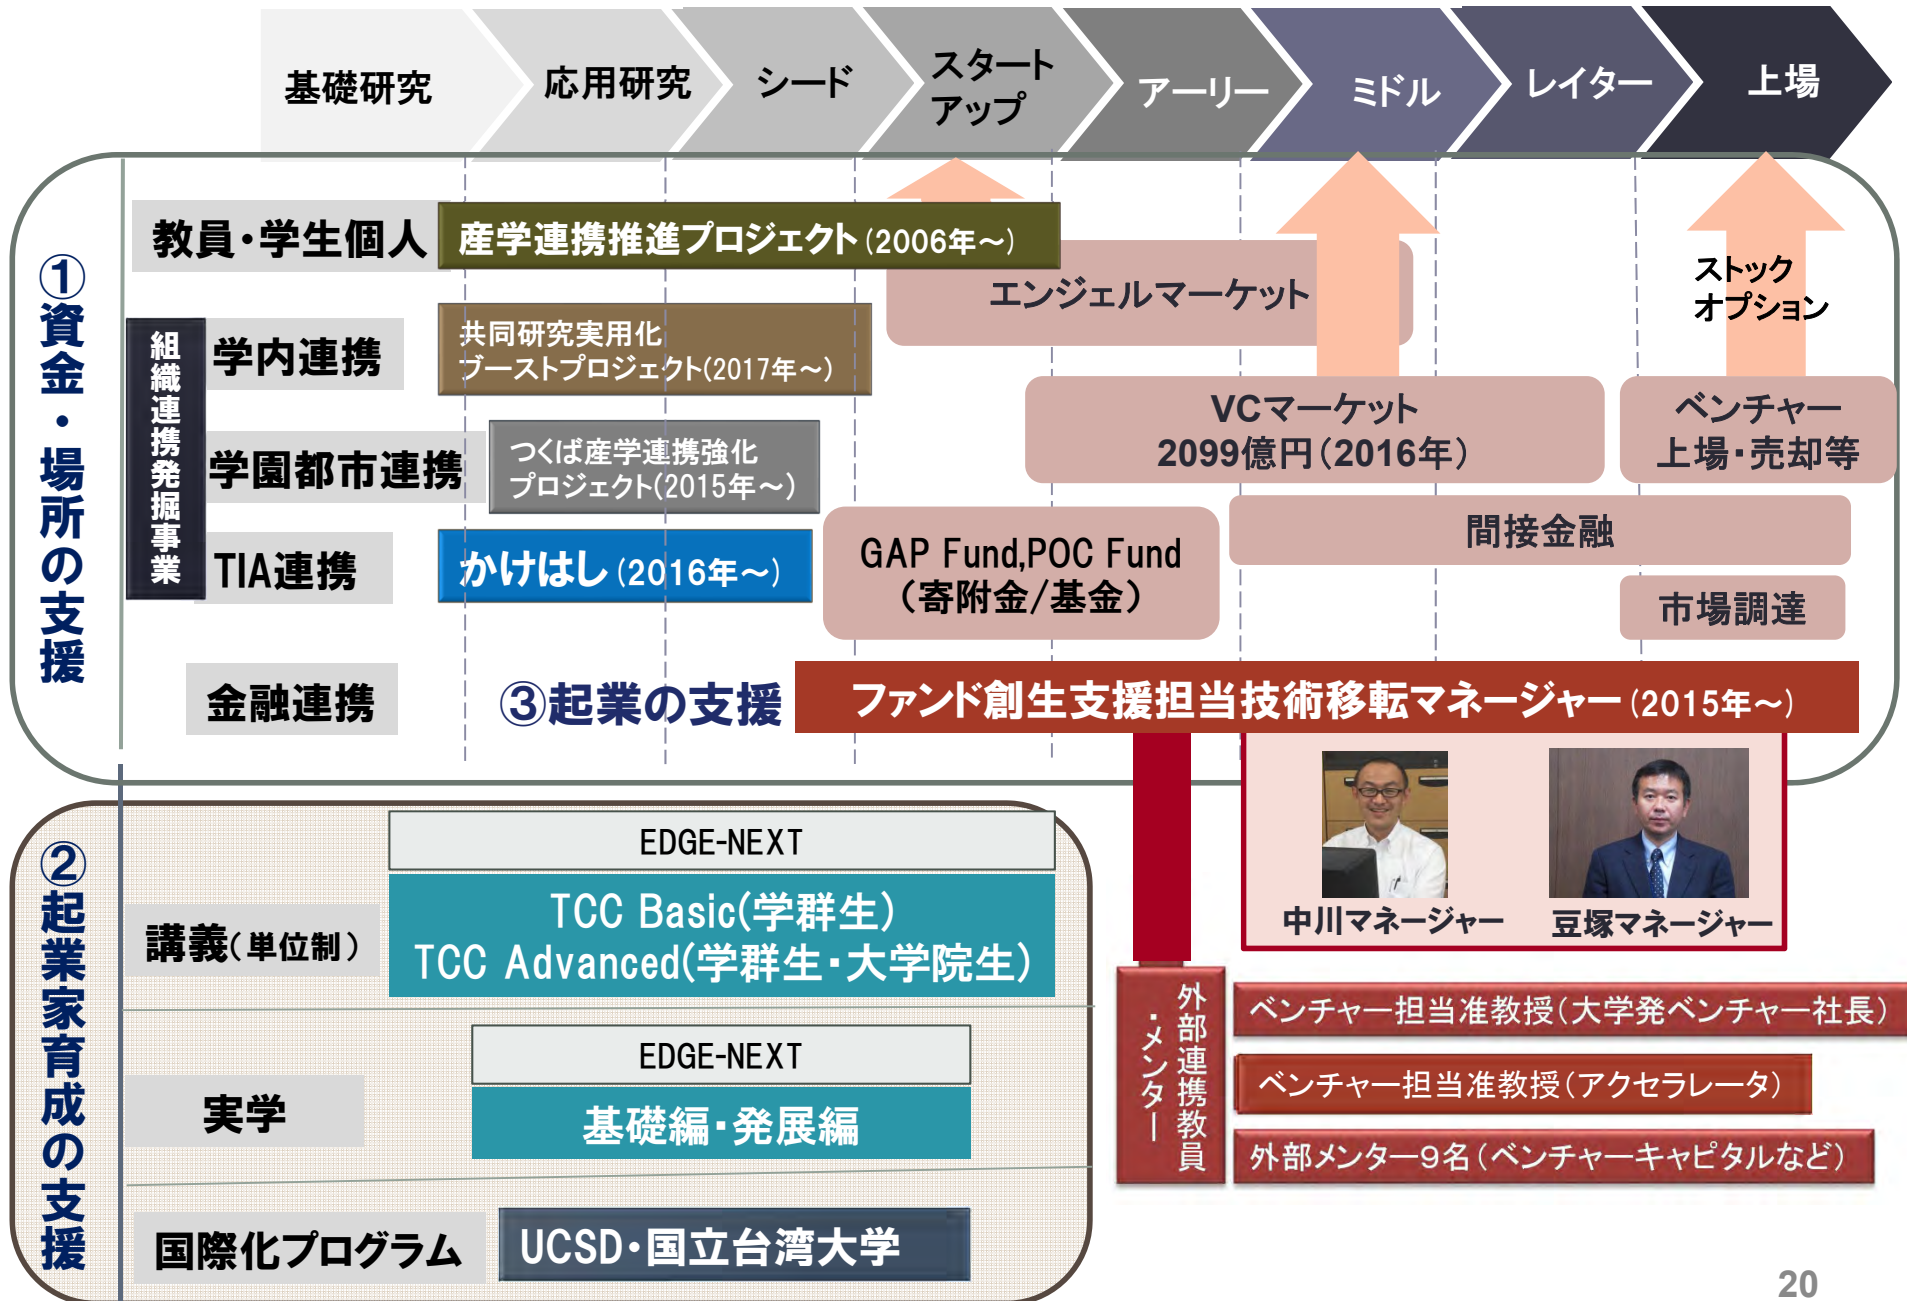 基礎研究
応用研究
シード
スタート
アップ
アーリー
ミドル
レイター
上場
①資金・場所の支援
教員・学生個人
産学連携推進プロジェクト(2006年～)
エンジェルマーケット
ストック
オプション
組織連携発掘事業
学内連携
共同研究実用化
ブーストプロジェクト(2017年～)
VCマーケット
2099億円(2016年)
ベンチャー
上場・売却等
学園都市連携
つくば産学連携強化
プロジェクト(2015年～)
間接金融
TIA連携
かけはし(2016年～)
GAP Fund,POC Fund
(寄附金/基金)
市場調達
金融連携
③起業の支援
ファンド創生支援担当技術移転マネージャー(2015年～)
中川マネージャー
豆塚マネージャー
②起業家育成の支援
EDGE-NEXT
講義(単位制)
TCC Basic(学群生)
TCC Advanced(学群生・大学院生)
EDGE-NEXT
実学
基礎編・発展編
国際化プログラム
UCSD・国立台湾大学
外部連携教員
・メンター
ベンチャー担当准教授(大学発ベンチャー社長)
ベンチャー担当准教授(アクセラレータ)
外部メンター9名(ベンチャーキャピタルなど)
20